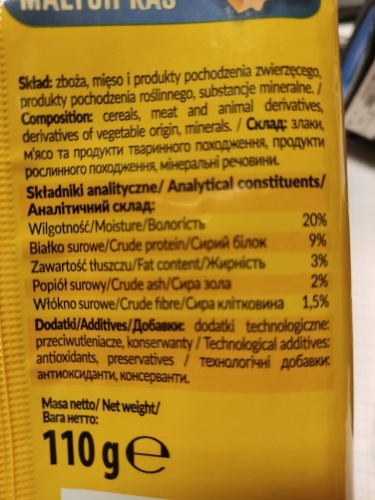 Skład: zboża, mięso i produkty pochodzenia zwierzęcego,
produkty pochodzenia roślinnego, substancje mineralne. /
Composition: cereals, meat and animal derivatives,
derivatives of vegetable origin, minerals. / Склад: злаки,
м'ясо та продукти тваринного походження, продукти
рослинного походження, мінеральні речовини.
Składniki analityczne/ Analytical constituents/
Аналітичний склад:
Wilgotność/Moisture/Вологість 20%
Białko surowe/Crude protein/Сирий білок 9%
Zawartość tłuszczu/Fat content/Жирність 3%
Popiół surowy/Crude ash/Сира зола 2%
Włókno surowe/Crude fibre/Сира клітковина 1,5%
Dodatki/Additives/Добавки: dodatki technologiczne:
przeciwutleniacze, konserwanty / Technological additives:
antioxidants, preservatives / технологічні добавки:
антиоксиданти, консерванти.
Masa netto/ Net weight/
Вага нетто:
110 g ℮